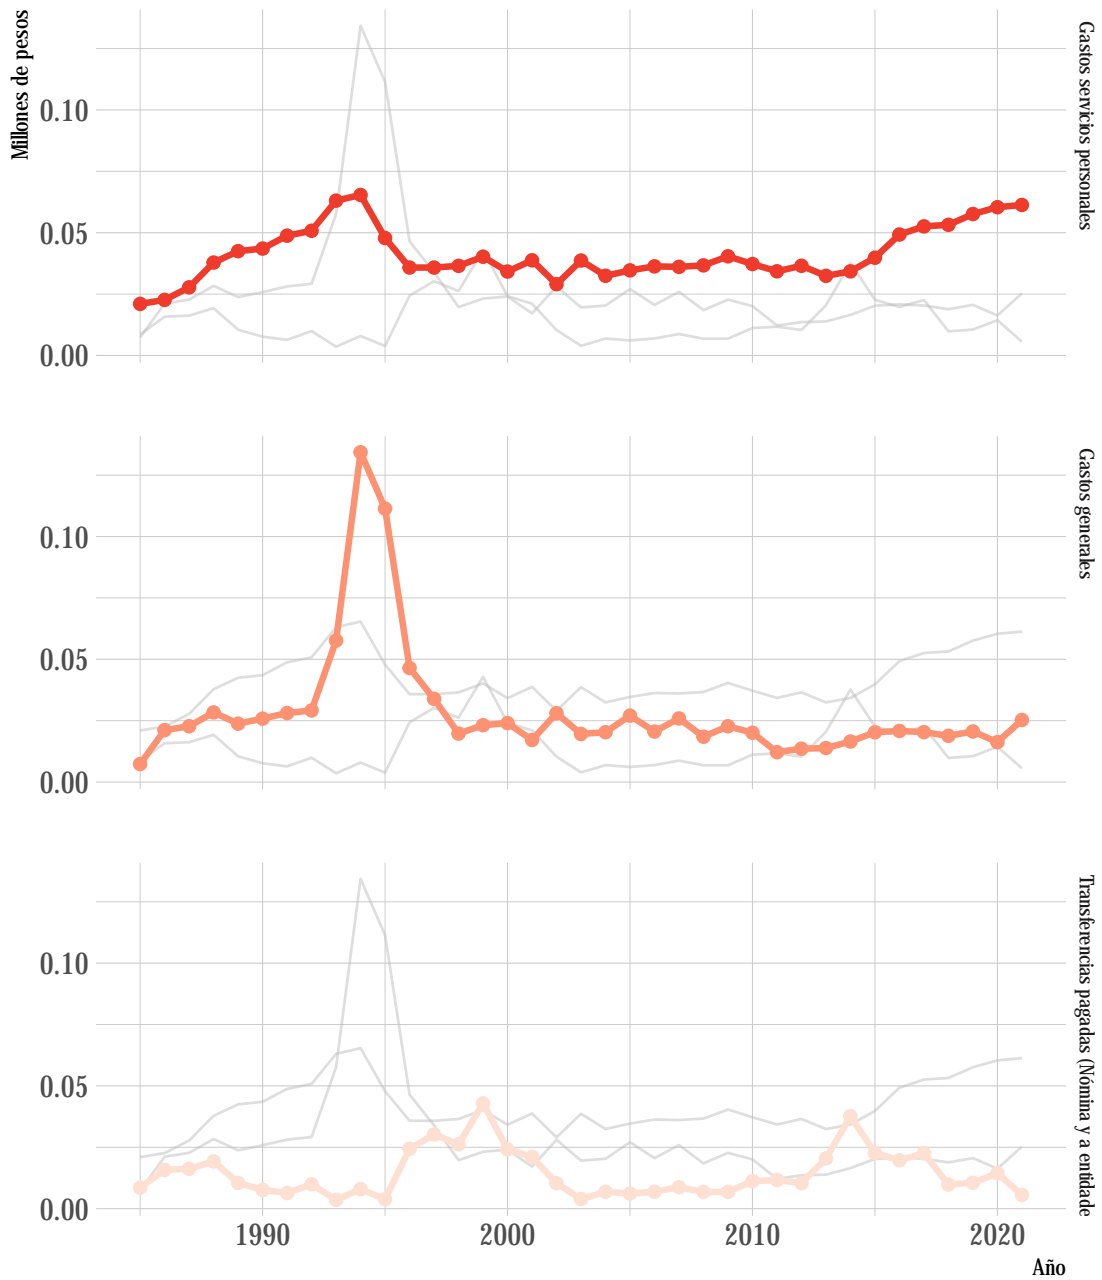 Millones de pesos
0.10
0.05
0.00
Gastos servicios personales
0.10
0.05
0.00
Gastos generales
0.10
0.05
0.00
Transferencias pagadas (Nómina y a entidade
1990
2000
2010
2020
Año